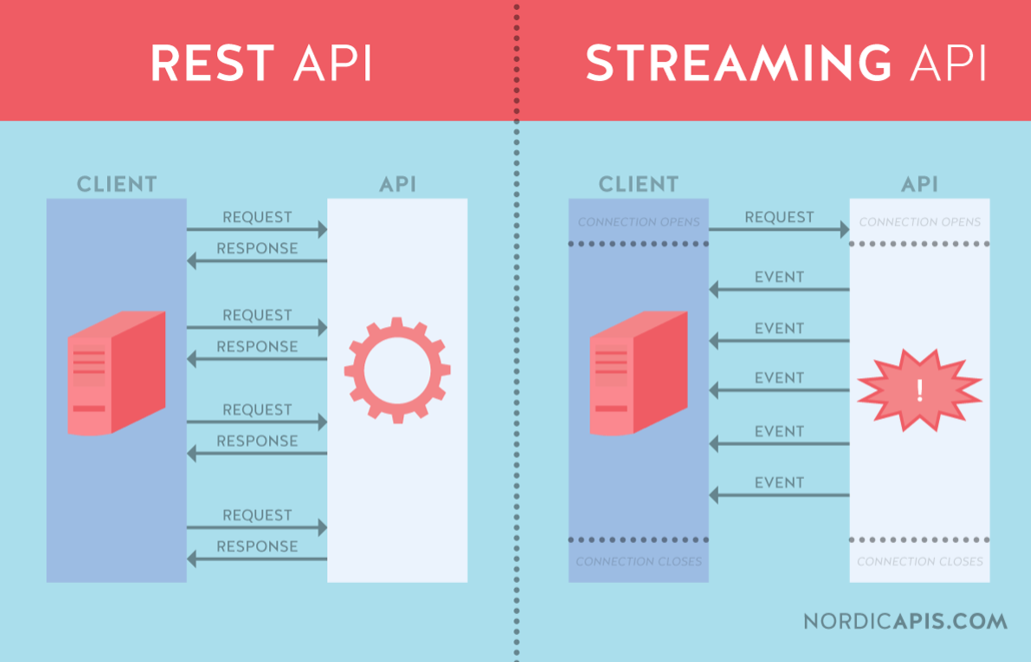 REST API
CLIENT
API
REQUEST
RESPONSE
REQUEST
RESPONSE
REQUEST
RESPONSE
REQUEST
RESPONSE
STREAMING API
CLIENT
API
CONNECTION OPENS
REQUEST
CONNECTION OPENS
EVENT
EVENT
EVENT
!
EVENT
EVENT
CONNECTION CLOSES
CONNECTION CLOSES
NORDICAPIS.COM